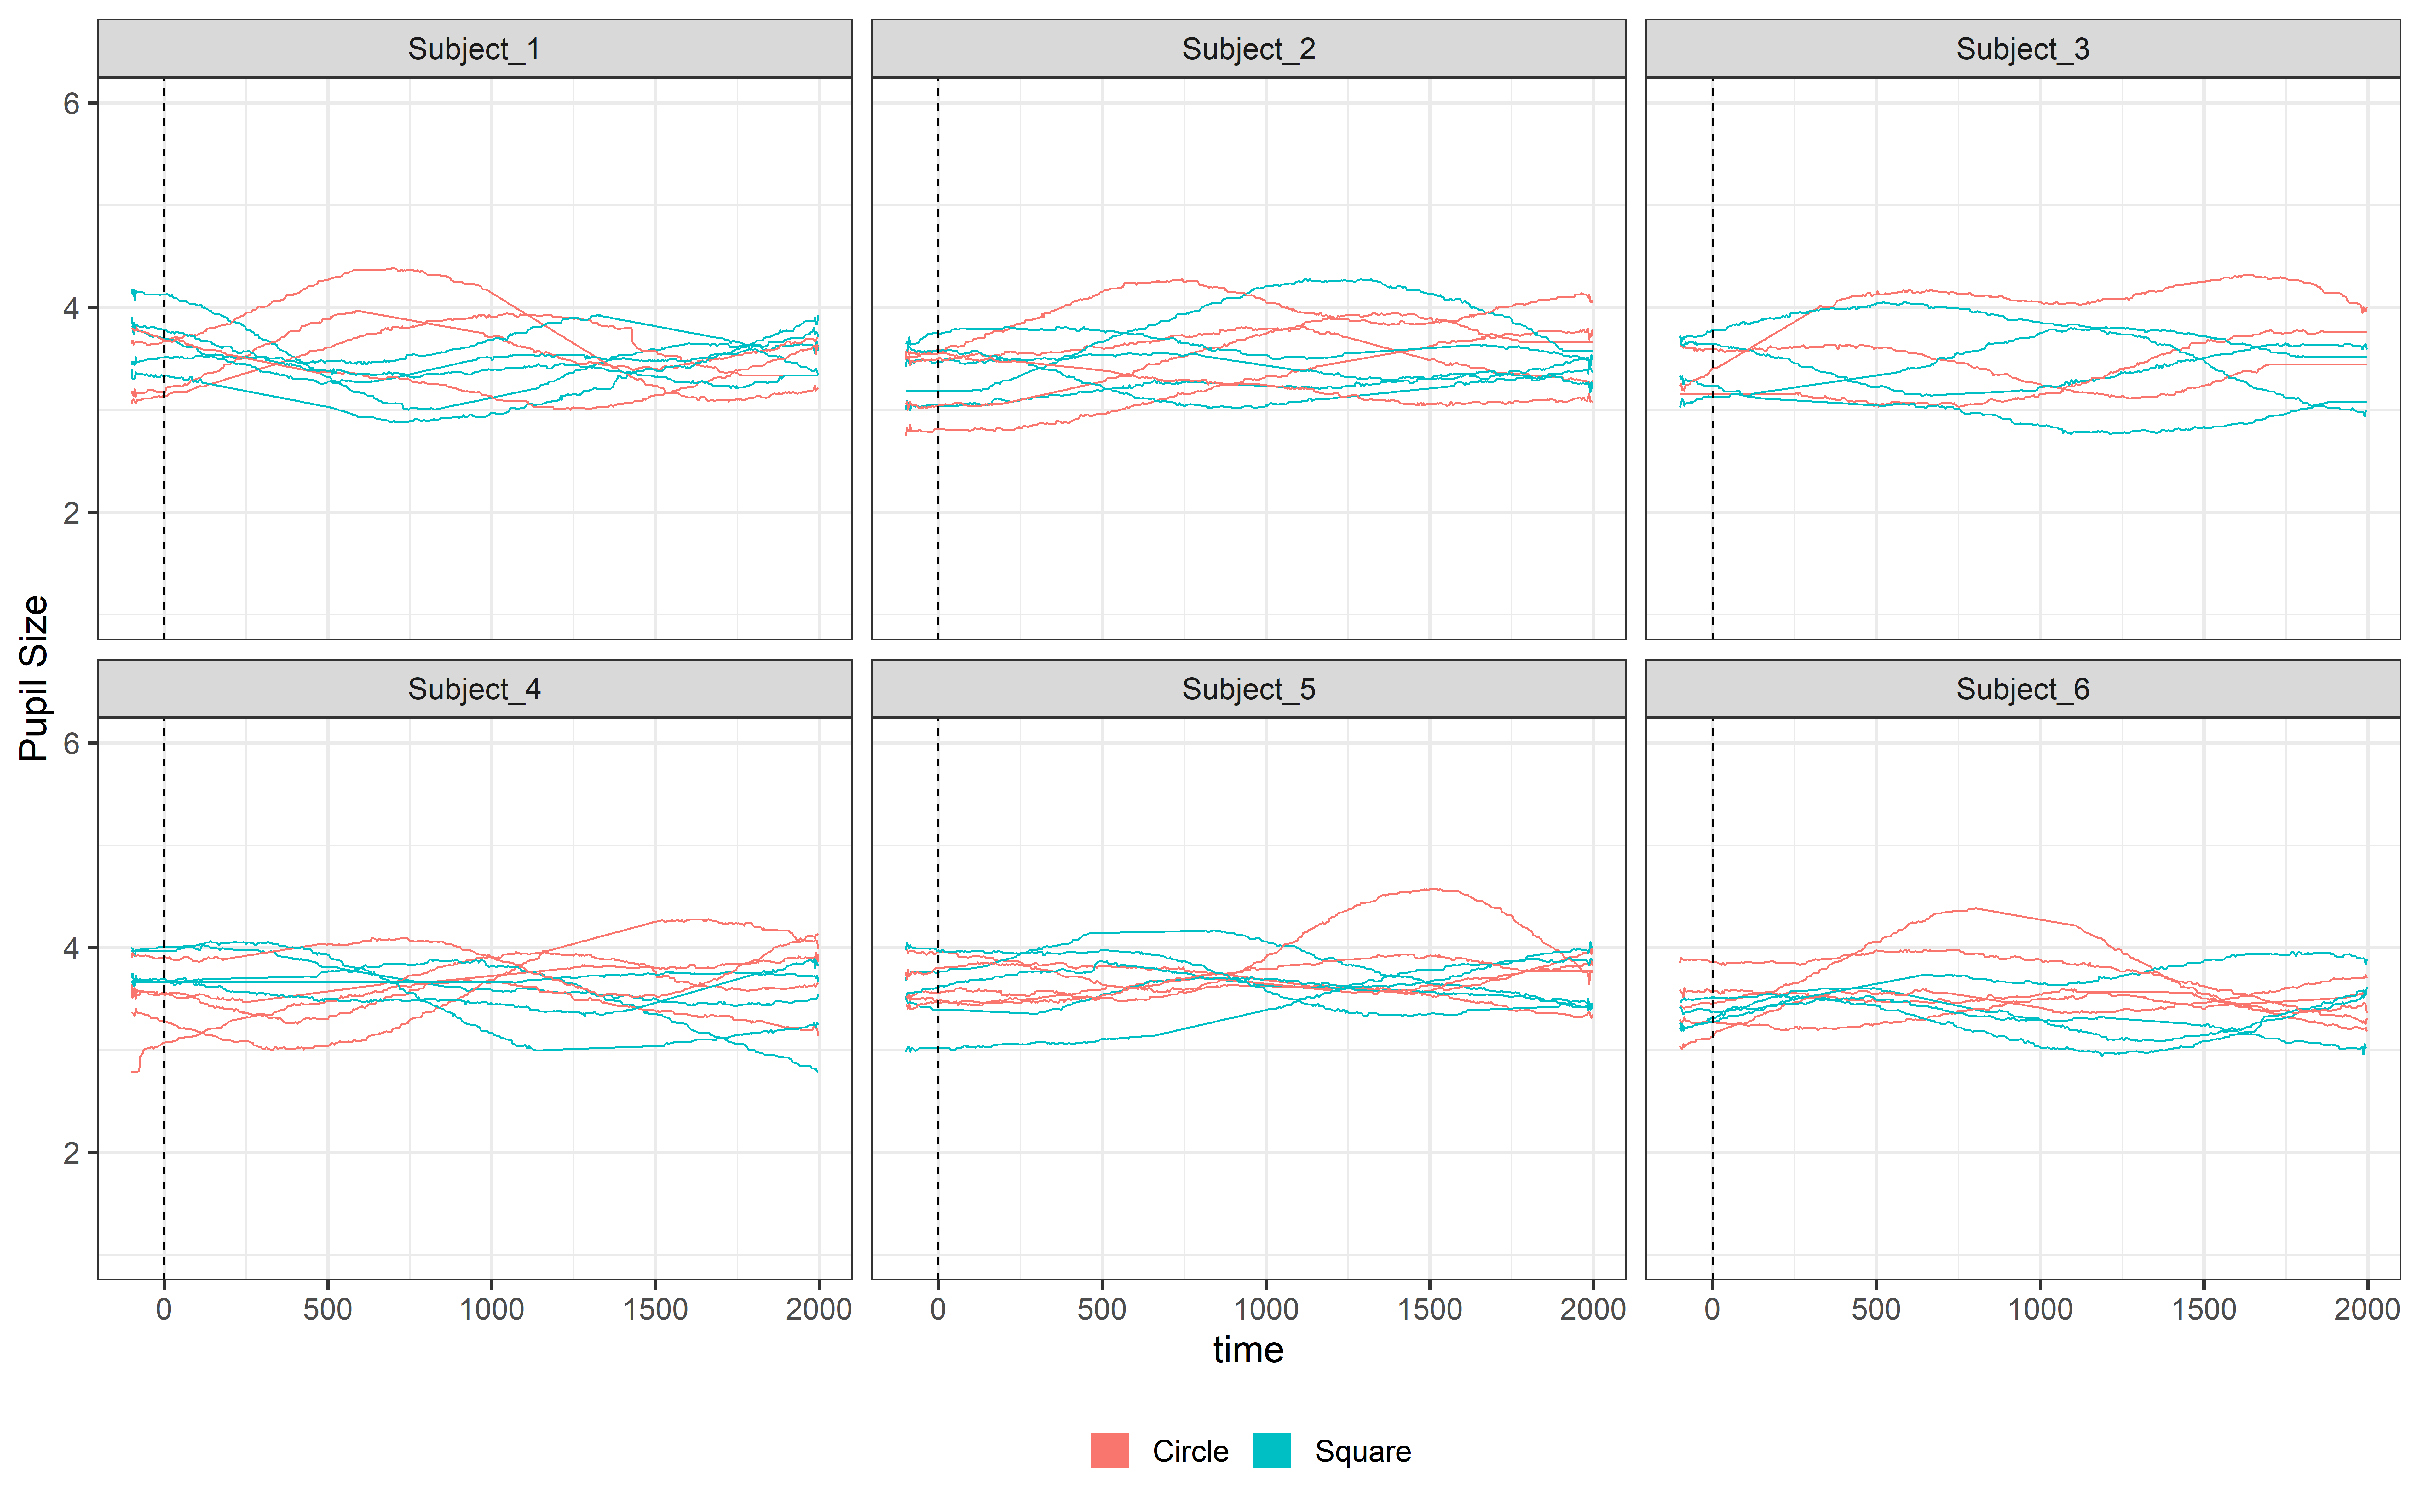 Subject_1 Subject_2 Subject_3
6
4
2
Subject_4 Subject_5 Subject_6
6
4
2
Pupil Size
0 500 1000 1500 2000 0 500 1000 1500 2000 0 500 1000 1500 2000
time
Circle Square